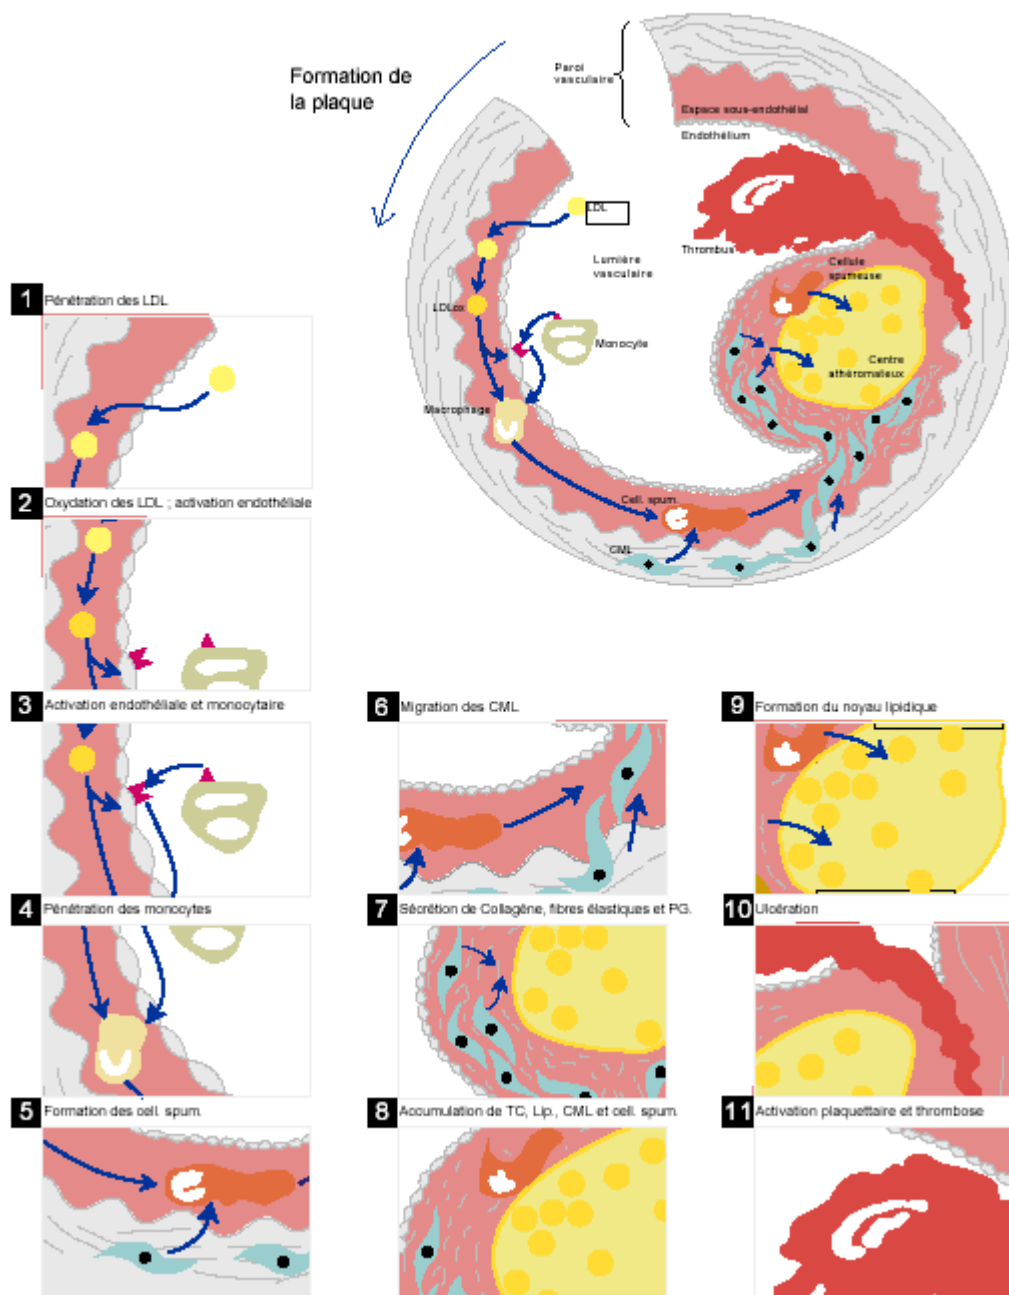 Formation de
la plaque
Paroi
vasculaire
Espace sous-endothélial
Endothélium
LDL
Thrombus
Lumière
vasculaire
Cellule
spumeuse
LDLox
Monocyte
Centre
athéromateux
Macrophage
Cell. spum.
CML
1 Pénétration des LDL
2 Oxydation des LDL ; activation endothéliale
3 Activation endothéliale et monocytaire
4 Pénétration des monocytes
5 Formation des cell. spum.
6 Migration des CML
7 Sécrétion de Collagène, fibres élastiques et PG.
8 Accumulation de TC, Lip., CML et cell. spum.
9 Formation du noyau lipidique
10 Ulcération
11 Activation plaquettaire et thrombose